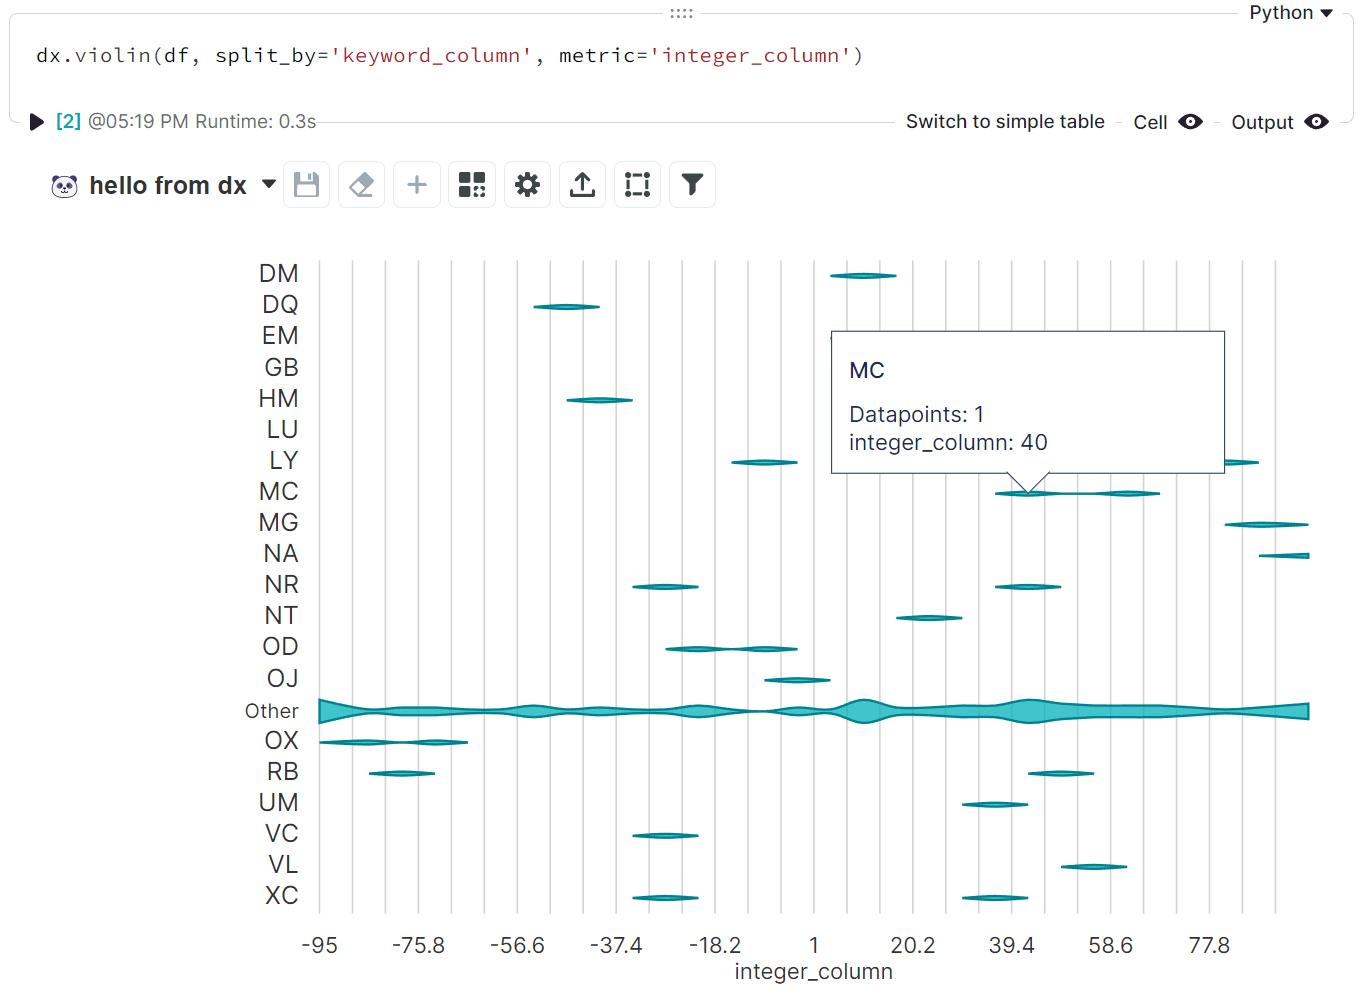 Python
dx.violin(df, split_by='keyword_column', metric='integer_column')
[2] @05:19 PM Runtime: 0.3s
Switch to simple table
Cell
Output
hello from dx
DM
DQ
EM
GB
HM
LU
LY
MC
MG
NA
NR
NT
OD
OJ
Other
OX
RB
UM
VC
VL
XC
MC
Datapoints: 1
integer_column: 40
-95 -75.8 -56.6 -37.4 -18.2 1 20.2 39.4 58.6 77.8
integer_column